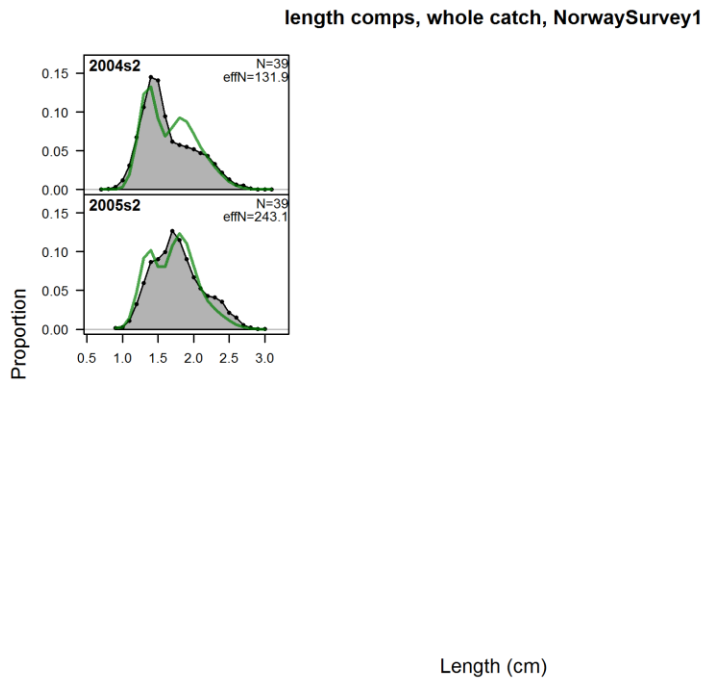 length comps, whole catch, NorwaySurvey1
2004s2
N=39
effN=131.9
0.15
0.10
0.05
0.00
2005s2
N=39
effN=243.1
0.15
0.10
0.05
0.00
0.5 1.0 1.5 2.0 2.5 3.0
Proportion
Length (cm)